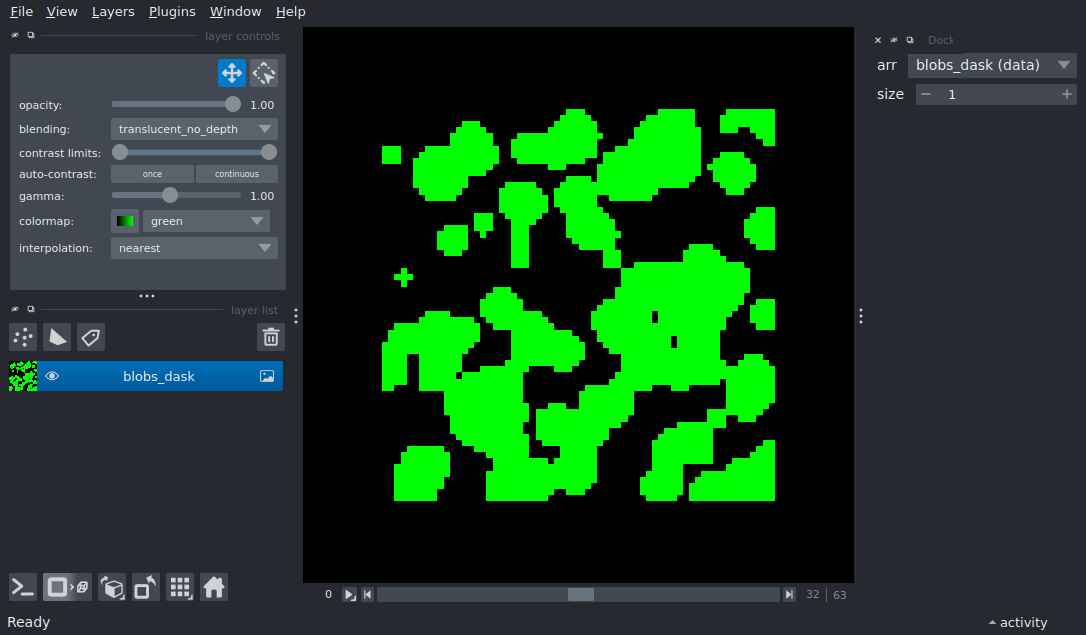 File View Layers Plugins Window Help
layer controls
opacity: 1.00
blending: translucent_no_depth
contrast limits:
auto-contrast: once continuous
gamma: 1.00
colormap: green
interpolation: nearest
layer list
blobs_dask
0 32 63
Dock
arr blobs_dask (data)
size 1
Ready
activity